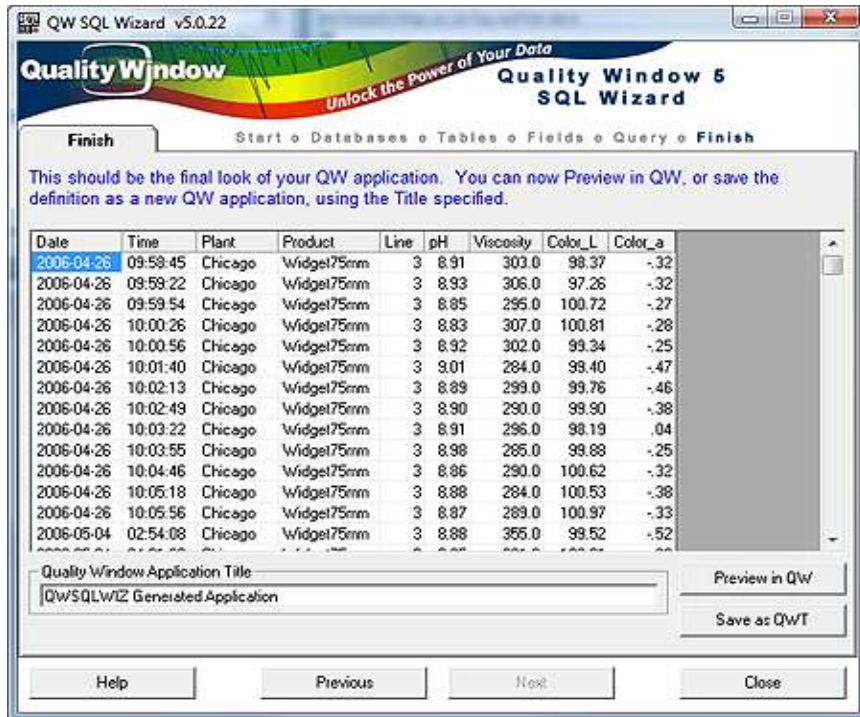 QW SQL Wizard v5.0.22
Quality Window
Unlock the Power of Your Data
Quality Window 5
SQL Wizard
Finish
Start o Databases o Tables o Fields o Query o Finish
This should be the final look of your QW application. You can now Preview in QW, or save the
definition as a new QW application, using the Title specified.
Date Time Plant Product Line pH Viscosity Color_L Color_a
2006-04-26 09:58:45 Chicago Widget75mm 3 8.91 303.0 98.37 -.32
2006-04-26 09:59:22 Chicago Widget75mm 3 8.93 306.0 97.26 -.32
2006-04-26 09:59:54 Chicago Widget75mm 3 8.85 295.0 100.72 -.27
2006-04-26 10:00:26 Chicago Widget75mm 3 8.83 307.0 100.81 -.28
2006-04-26 10:00:56 Chicago Widget75mm 3 8.92 302.0 99.34 -.25
2006-04-26 10:01:40 Chicago Widget75mm 3 9.01 284.0 99.40 -.47
2006-04-26 10:02:13 Chicago Widget75mm 3 8.89 299.0 99.76 -.46
2006-04-26 10:02:49 Chicago Widget75mm 3 8.90 290.0 99.90 -.38
2006-04-26 10:03:22 Chicago Widget75mm 3 8.91 296.0 98.19 .04
2006-04-26 10:03:55 Chicago Widget75mm 3 8.98 285.0 99.88 -.25
2006-04-26 10:04:46 Chicago Widget75mm 3 8.86 290.0 100.62 -.32
2006-04-26 10:05:18 Chicago Widget75mm 3 8.88 284.0 100.53 -.38
2006-04-26 10:05:56 Chicago Widget75mm 3 8.87 289.0 100.97 -.33
2006-05-04 02:54:08 Chicago Widget75mm 3 8.88 355.0 99.52 -.52
Quality Window Application Title
QWSQLWIZ Generated Application
Preview in QW
Save as QWT
Help
Previous
Next
Close